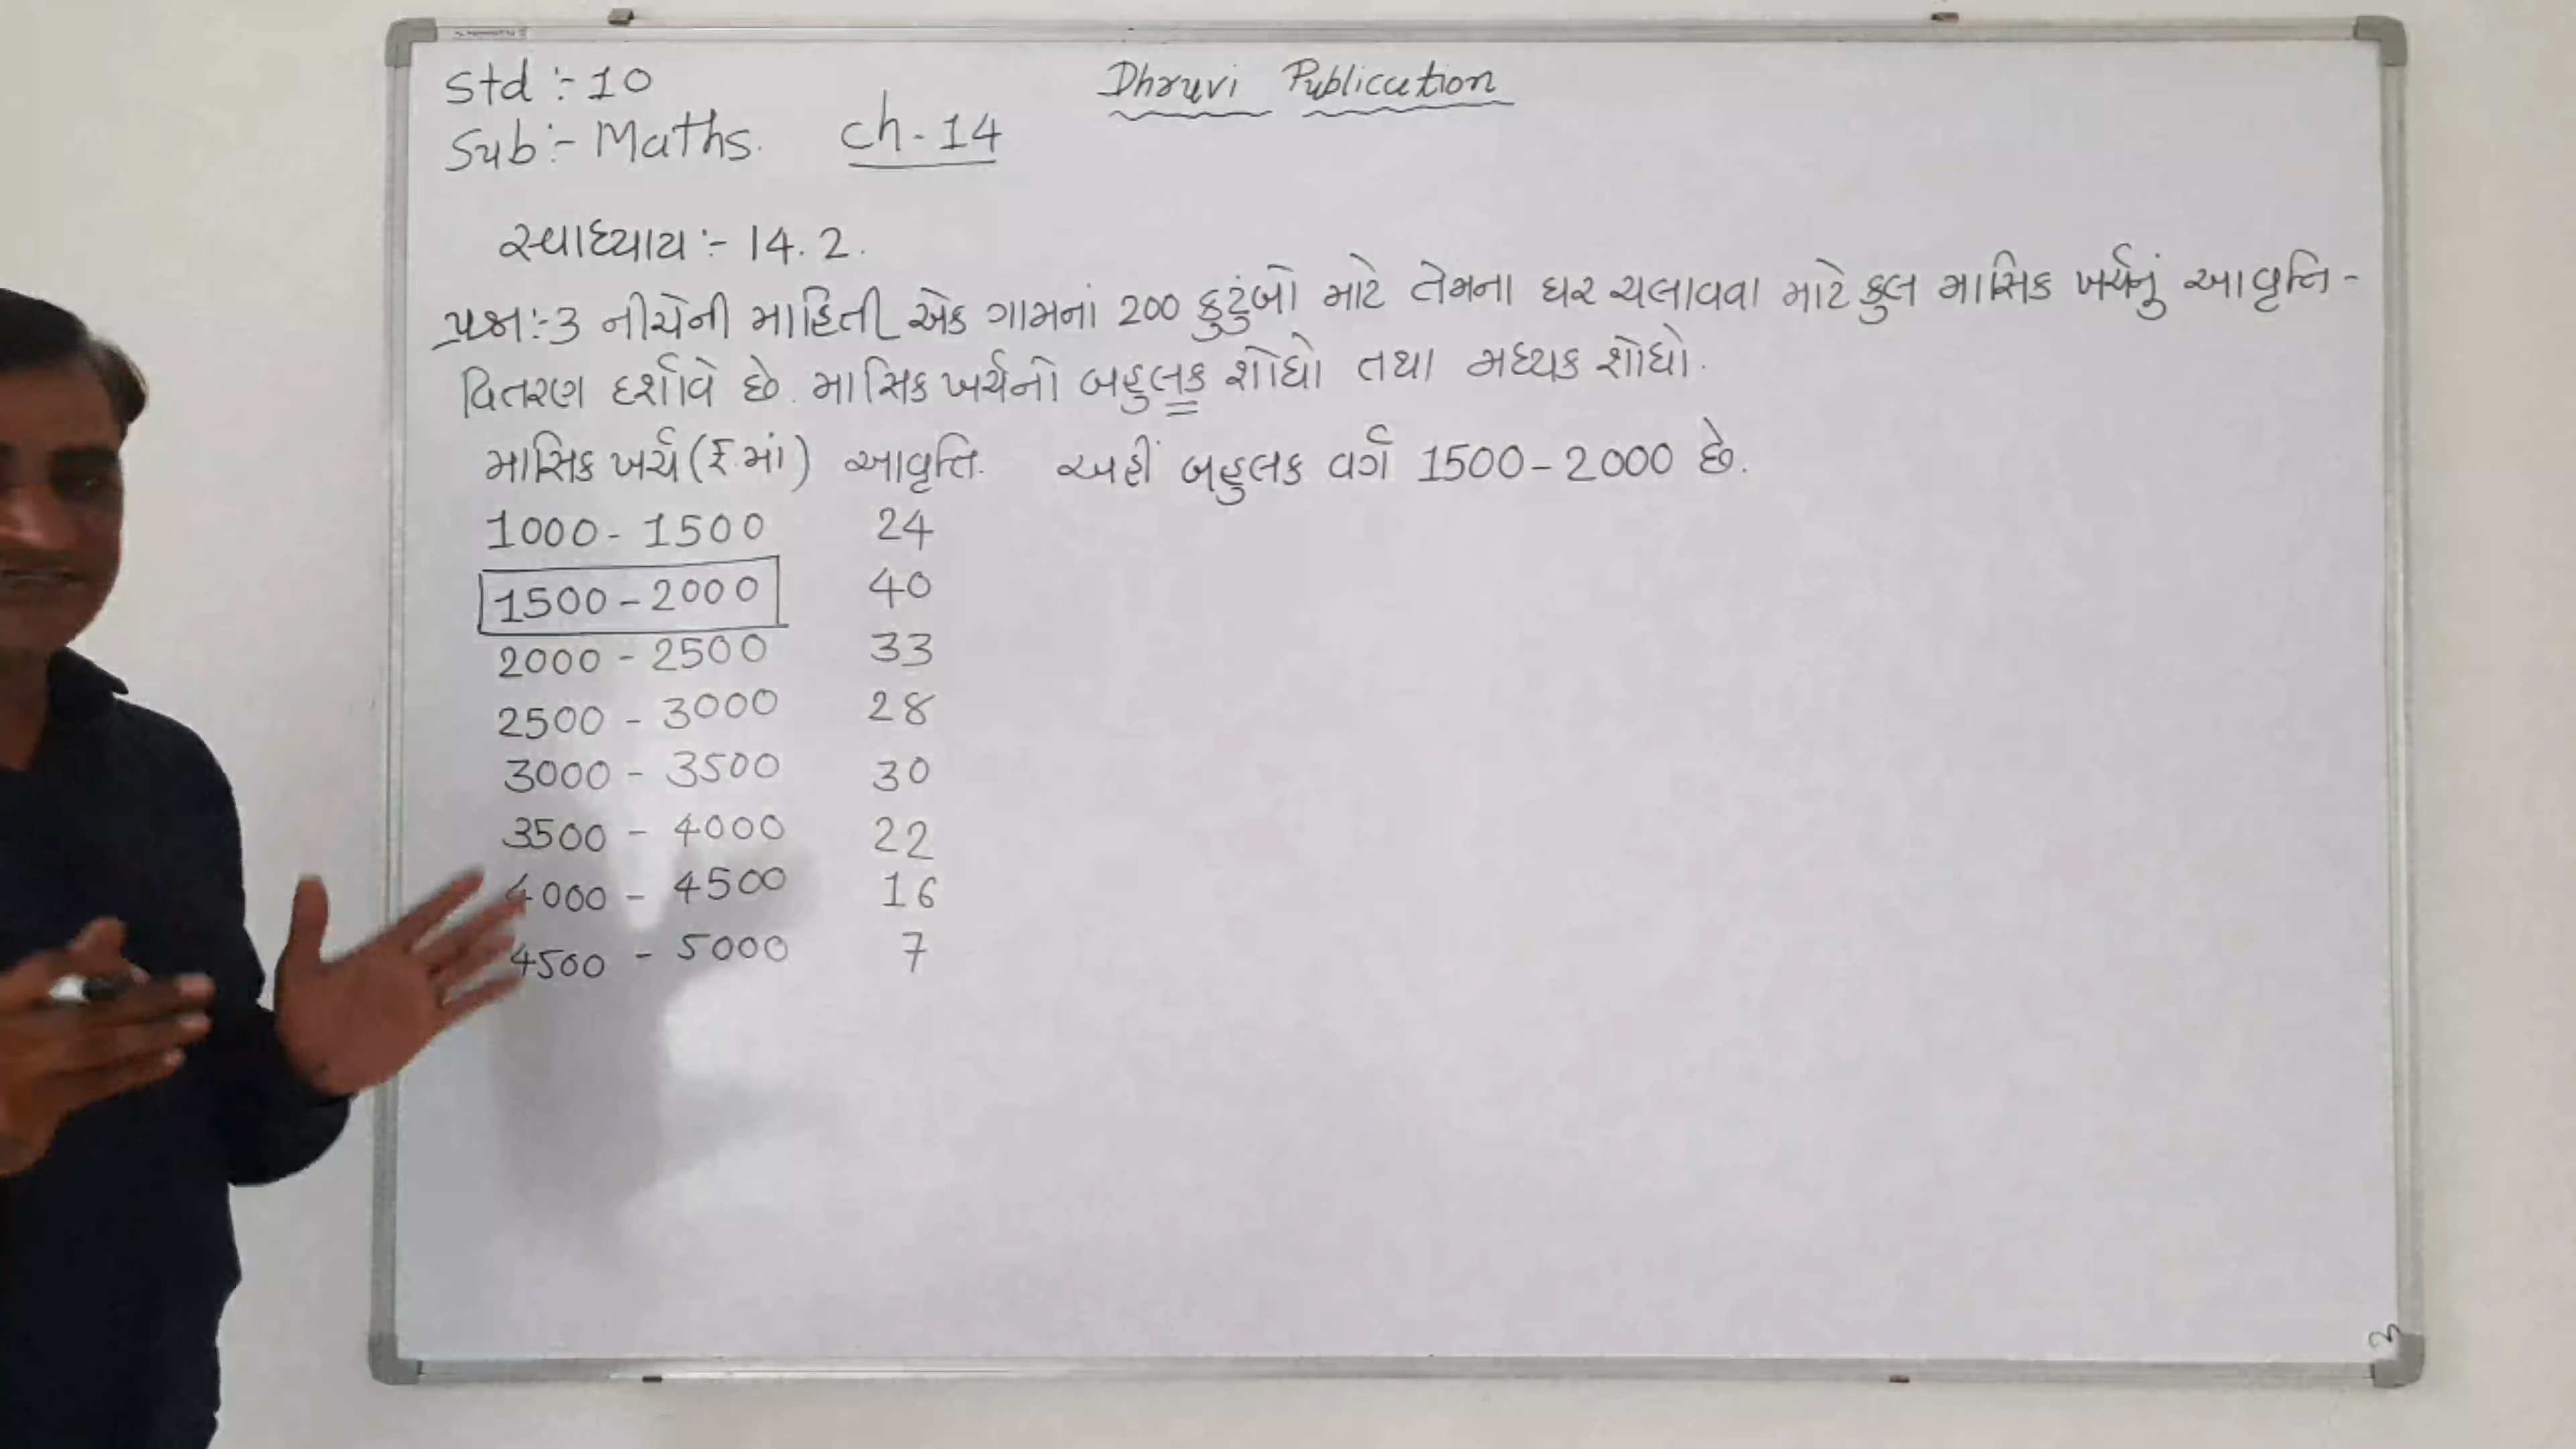 Std :- 10
Dhruvi Publication
Sub :- Maths. Ch - 14
સ્વાધ્યાય :- 14.2.
પ્રશ્ન :- 3 નીચેની માહિતી એક ગામનાં 200 કુટુંબો માટે તેમના ઘર ચલાવવા માટે કુલ માસિક ખર્ચનું આવૃત્તિ -
વિતરણ દર્શાવે છે. માસિક ખર્ચનો બહુલક શોધો તથા મધ્યક શોધો.
માસિક ખર્ચ (₹ માં) આવૃત્તિ. અહીં બહુલક વર્ગ 1500 - 2000 છે.
1000 - 1500 24
1500 - 2000 40
2000 - 2500 33
2500 - 3000 28
3000 - 3500 30
3500 - 4000 22
4000 - 4500 16
4500 - 5000 7